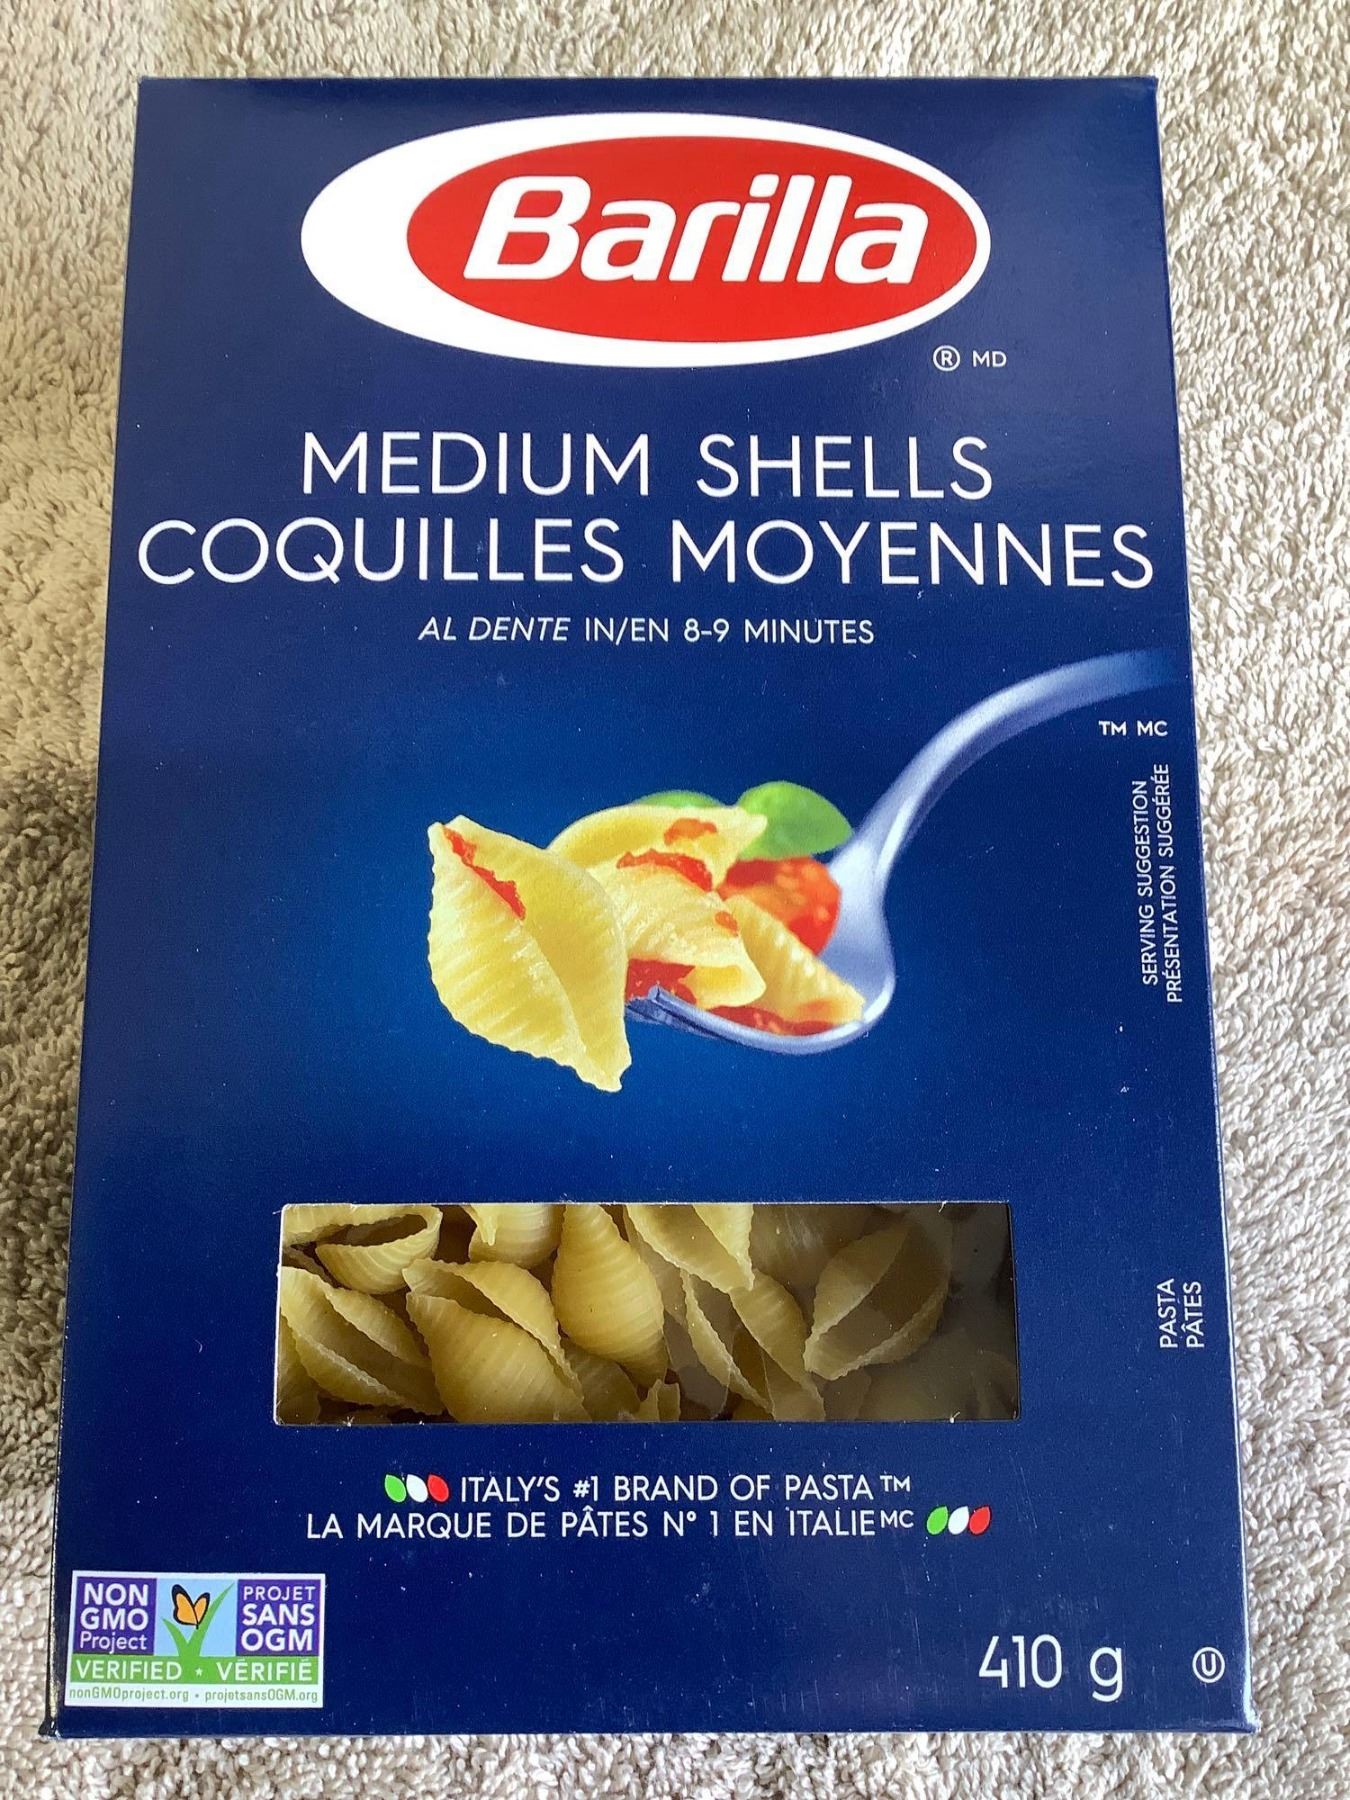 Barilla
® MD
MEDIUM SHELLS
COQUILLES MOYENNES
AL DENTE IN/EN 8-9 MINUTES
TM MC
SERVING SUGGESTION
PRÉSENTATION SUGGÉRÉE
PASTA
PÂTES
ITALY'S #1 BRAND OF PASTA TM
LA MARQUE DE PÂTES N° 1 EN ITALIE MC
NON
GMO
Project
PROJET
SANS
OGM
VERIFIED • VÉRIFIÉ
nonGMOproject.org • projetsansOGM.org
410 g
U